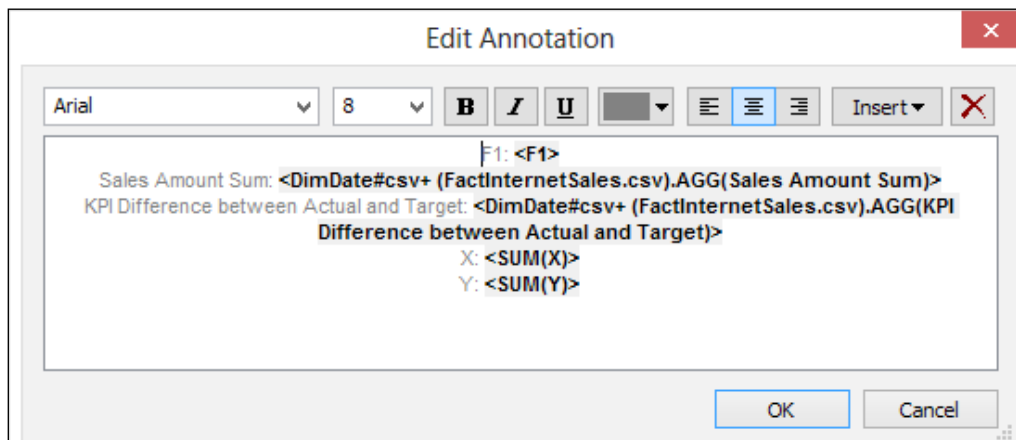 Edit Annotation
Arial
8
B
I
U
Insert
F1: <F1>
Sales Amount Sum: <DimDate#csv+ (FactInternetSales.csv).AGG(Sales Amount Sum)>
KPI Difference between Actual and Target: <DimDate#csv+ (FactInternetSales.csv).AGG(KPI
Difference between Actual and Target)>
X: <SUM(X)>
Y: <SUM(Y)>
OK
Cancel